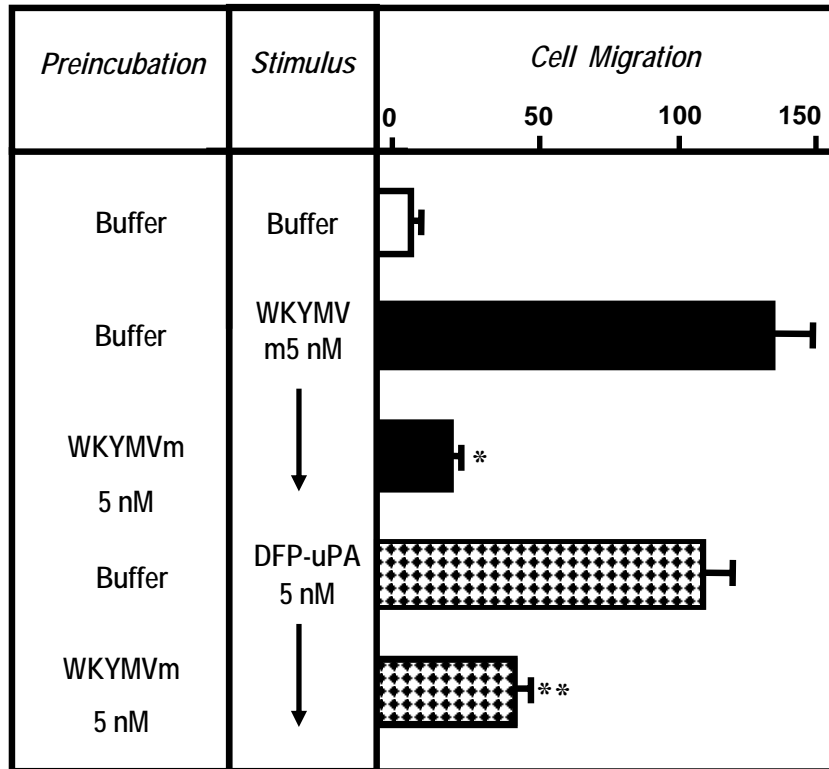 Preincubation Stimulus Cell Migration
0 50 100 150
Buffer Buffer
Buffer WKYMV
m5 nM
WKYMVm
5 nM
*
Buffer DFP-uPA
5 nM
WKYMVm
5 nM
**